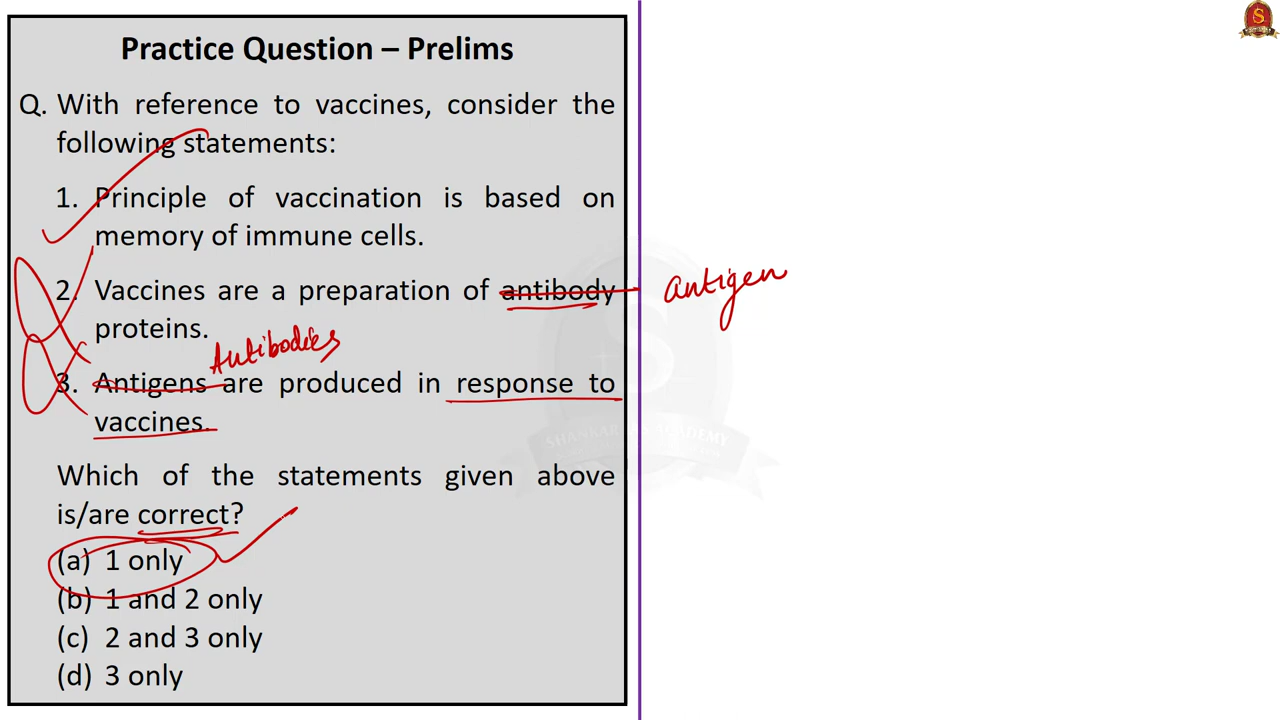 Practice Question – Prelims
Q. With reference to vaccines, consider the
following statements:
1. Principle of vaccination is based on
memory of immune cells.
2. Vaccines are a preparation of antibody
antigen
proteins.
Antibodies
3. Antigens are produced in response to
vaccines.
Which of the statements given above
is/are correct?
(a) 1 only
(b) 1 and 2 only
(c) 2 and 3 only
(d) 3 only
S
SHANKAR IAS ACADEMY